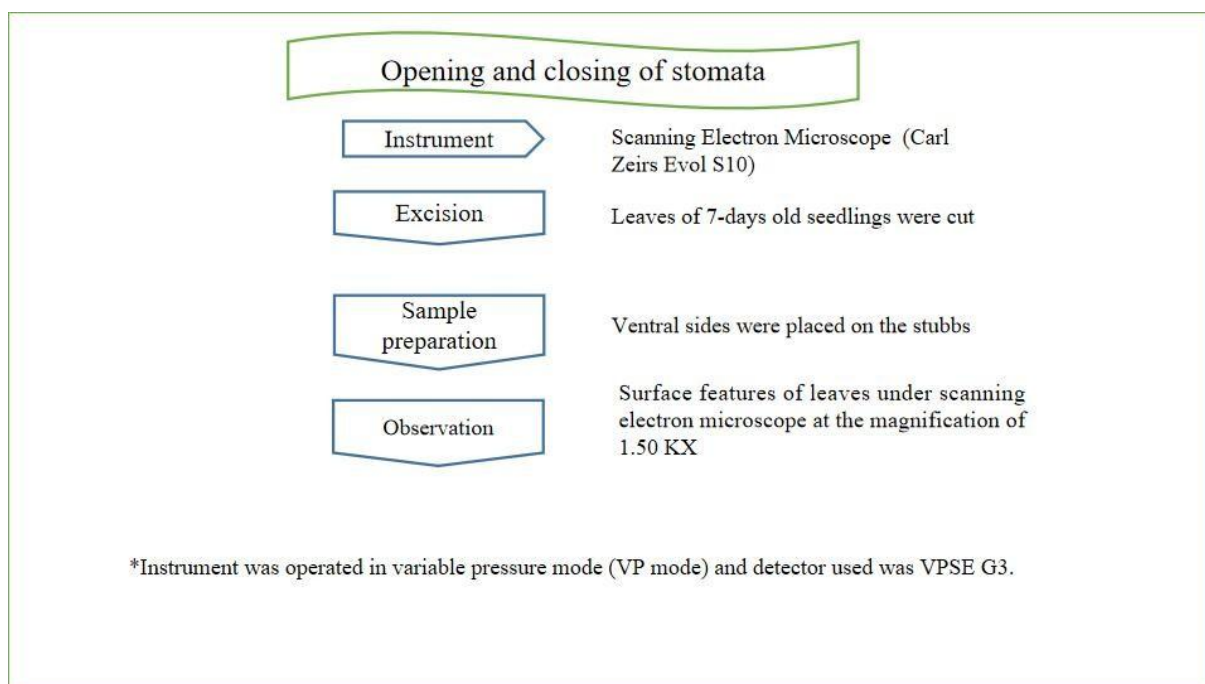 Opening and closing of stomata
Instrument
Scanning Electron Microscope (Carl
Zeirs Evol S10)
Excision
Leaves of 7-days old seedlings were cut
Sample
preparation
Ventral sides were placed on the stubbs
Observation
Surface features of leaves under scanning
electron microscope at the magnification of
1.50 KX
*Instrument was operated in variable pressure mode (VP mode) and detector used was VPSE G3.